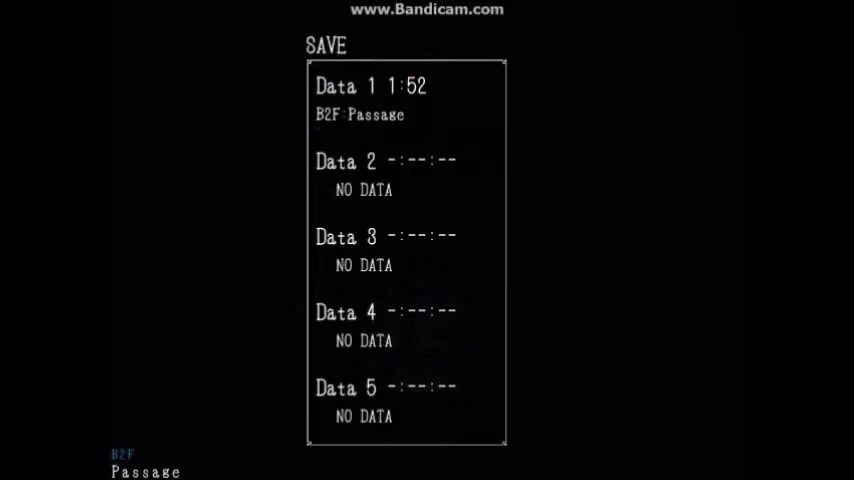 www.Bandicam.com
SAVE
Data 1 1:52
B2F:Passage
Data 2 -:--:--
NO DATA
Data 3 -:--:--
NO DATA
Data 4 -:--:--
NO DATA
Data 5 -:--:--
NO DATA
B2F
Passage